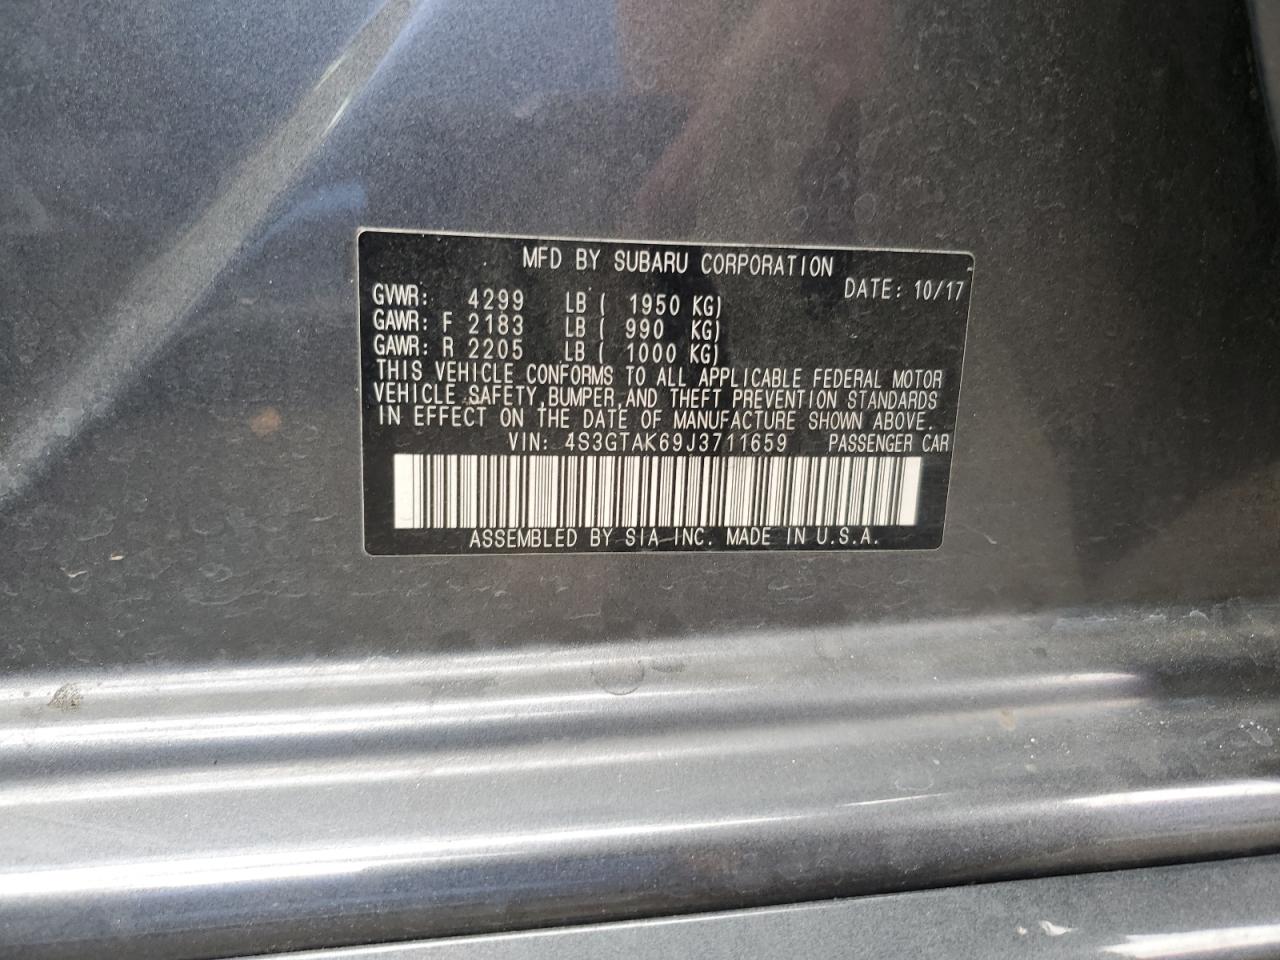 MFD BY SUBARU CORPORATION
DATE: 10/17
GVWR: 4299 LB ( 1950 KG)
GAWR: F 2183 LB ( 990 KG)
GAWR: R 2205 LB ( 1000 KG)
THIS VEHICLE CONFORMS TO ALL APPLICABLE FEDERAL MOTOR
VEHICLE SAFETY, BUMPER, AND THEFT PREVENTION STANDARDS
IN EFFECT ON THE DATE OF MANUFACTURE SHOWN ABOVE.
VIN: 4S3GTAK69J3711659 PASSENGER CAR
ASSEMBLED BY SIA INC. MADE IN U.S.A.